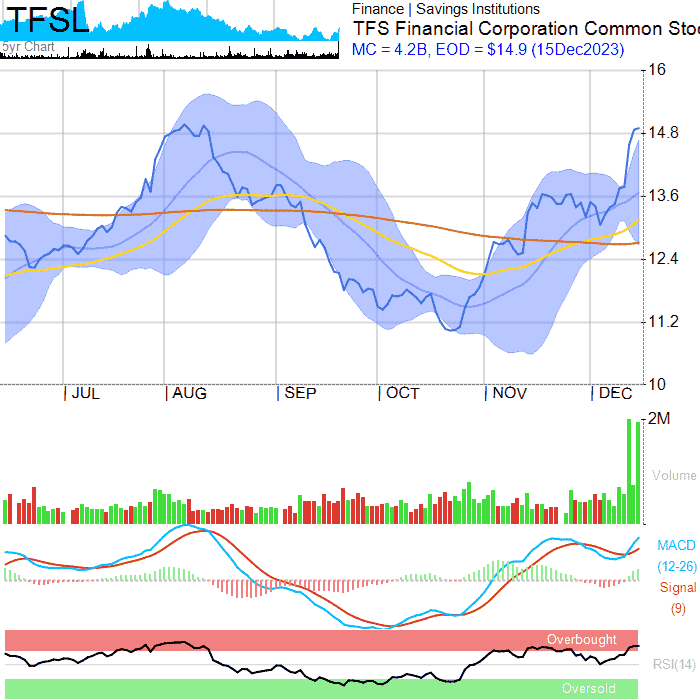 TFSL
5yr Chart
Finance | Savings Institutions
TFS Financial Corporation Common Stoc
MC = 4.2B, EOD = $14.9 (15Dec2023)
16
14.8
13.6
12.4
11.2
10
| JUL | AUG | SEP | OCT | NOV | DEC
2M
Volume
MACD
(12-26)
Signal
(9)
Overbought
RSI(14)
Oversold